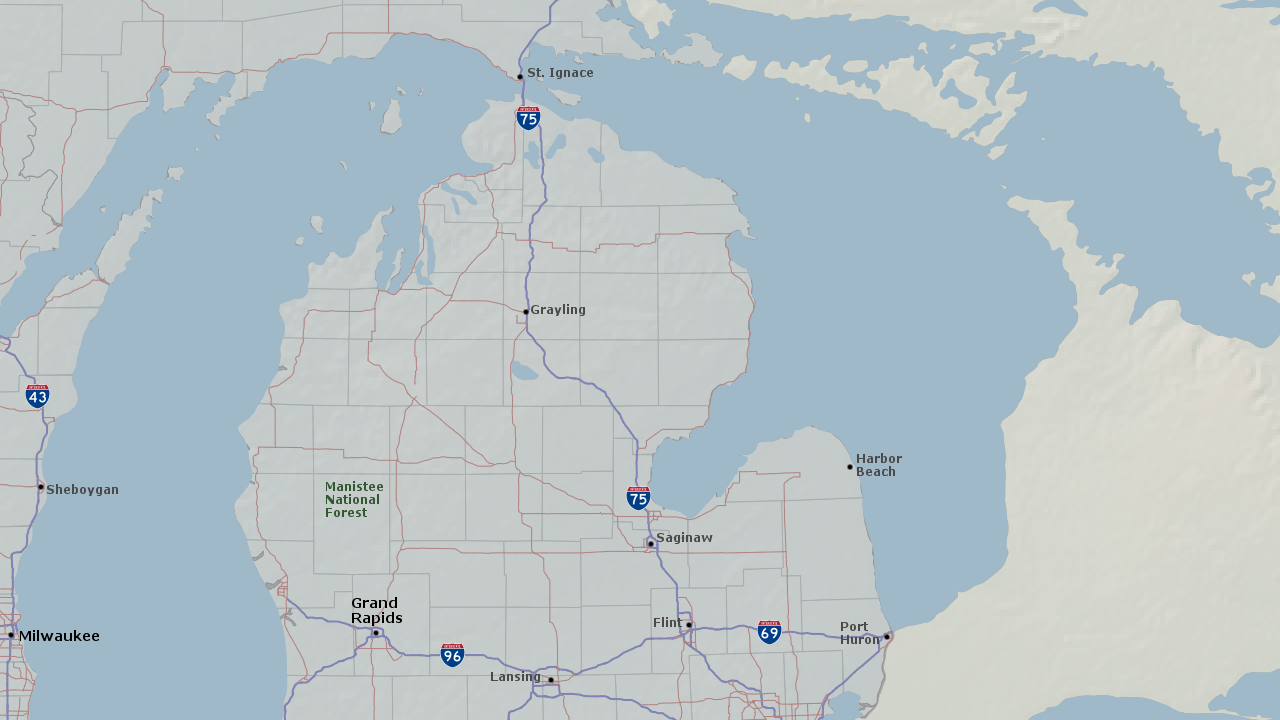 St. Ignace
75
Grayling
43
Harbor
Beach
Sheboygan
Manistee
National
Forest
75
Saginaw
Grand
Rapids
Milwaukee
Flint
69
Port
Huron
96
Lansing